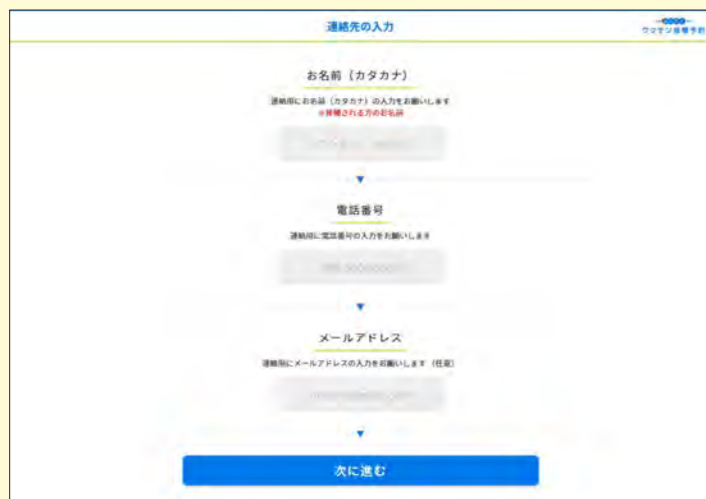 連絡先の入力
ワクチン接種予約
お名前（カタカナ）
連絡用にお名前（カタカナ）の入力をお願いします
※接種される方のお名前
電話番号
連絡用に電話番号の入力をお願いします
メールアドレス
連絡用にメールアドレスの入力をお願いします（任意）
次に進む